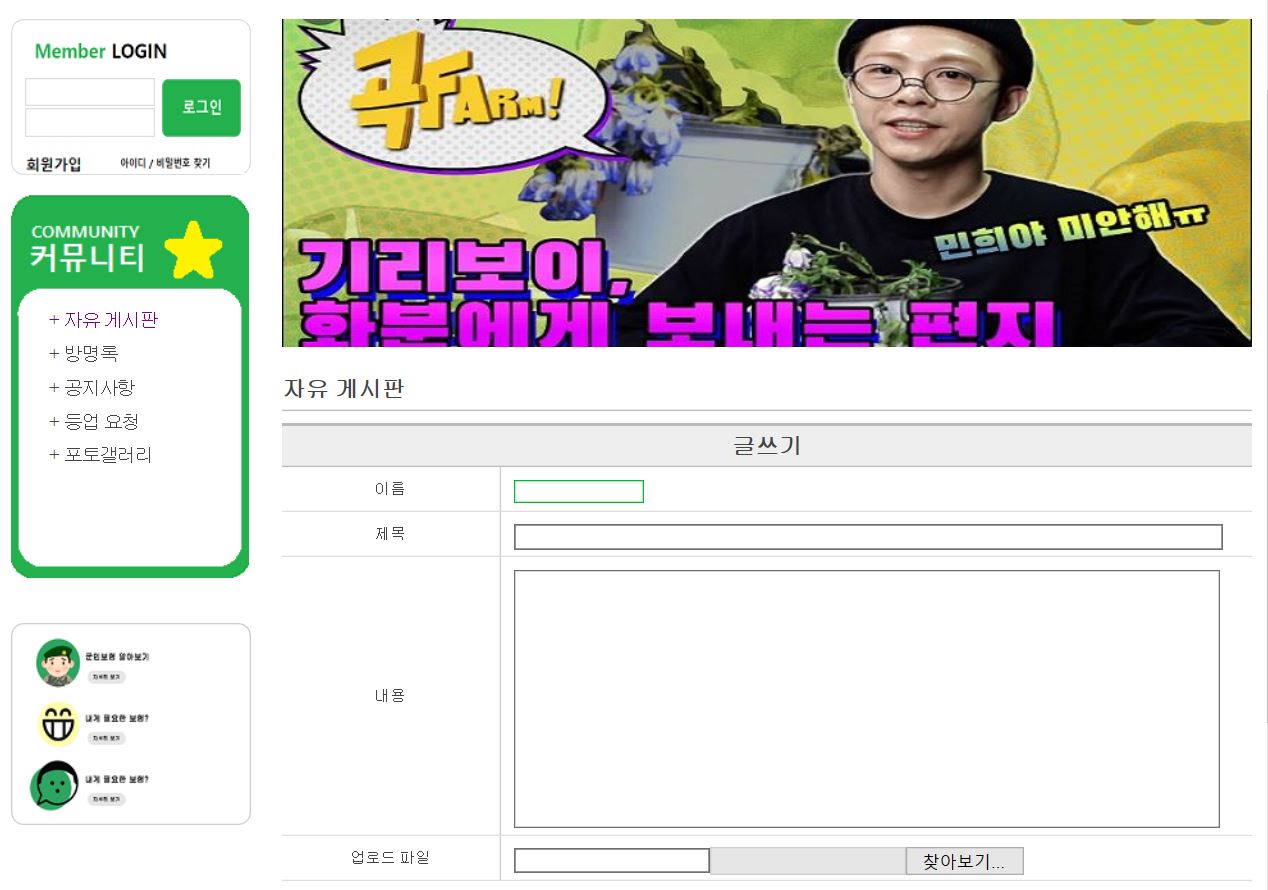 Member LOGIN
로그인
회원가입
아이디 / 비밀번호 찾기
COMMUNITY
커뮤니티
+ 자유 게시판
+ 방명록
+ 공지사항
+ 등업 요청
+ 포토갤러리
군인보험 알아보기
자세히 보기
내게 필요한 보험?
자세히 보기
내게 필요한 보험?
자세히 보기
곡FARM!
민희야 미안해ㅠ
기리보이,
화분에게 보내는 편지
자유 게시판
글쓰기
이름
제목
내용
업로드 파일
찾아보기...